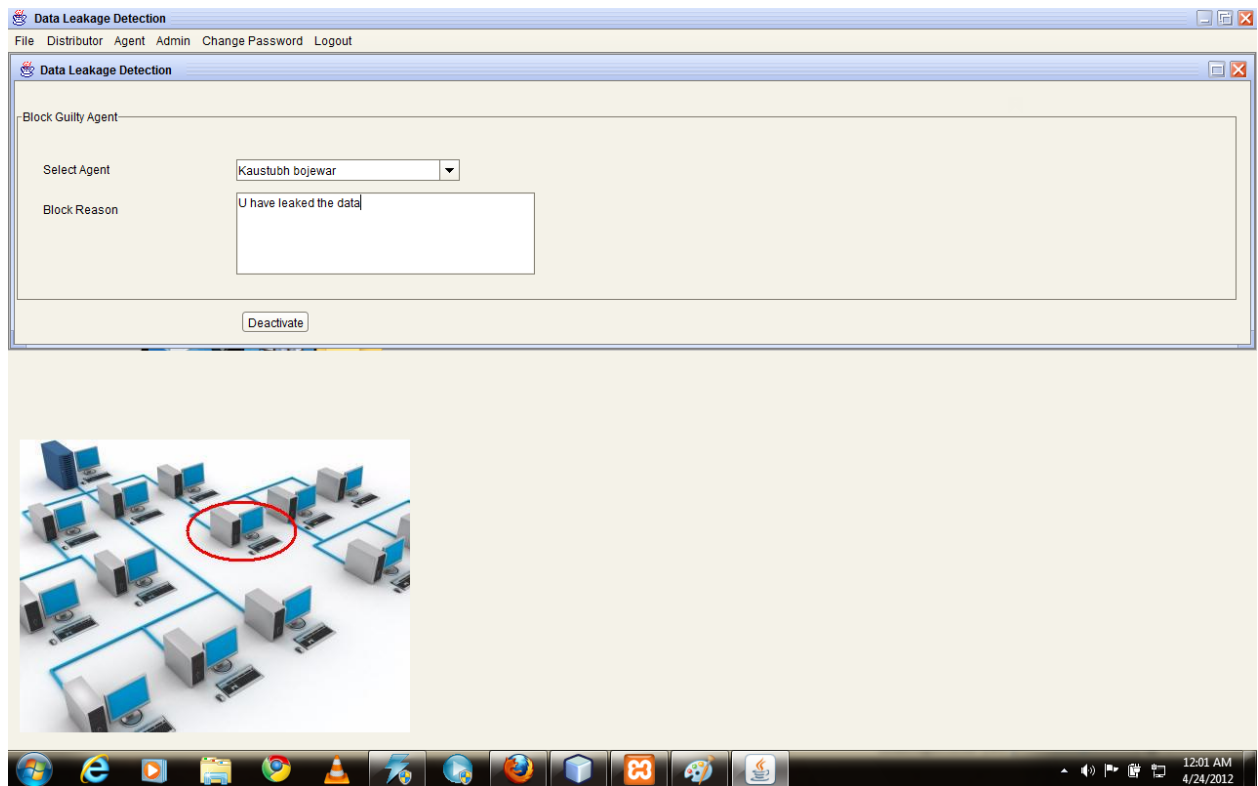 Data Leakage Detection
File Distributor Agent Admin Change Password Logout
Data Leakage Detection
Block Guilty Agent
Select Agent
Kaustubh bojewar
Block Reason
U have leaked the data
Deactivate
12:01 AM
4/24/2012